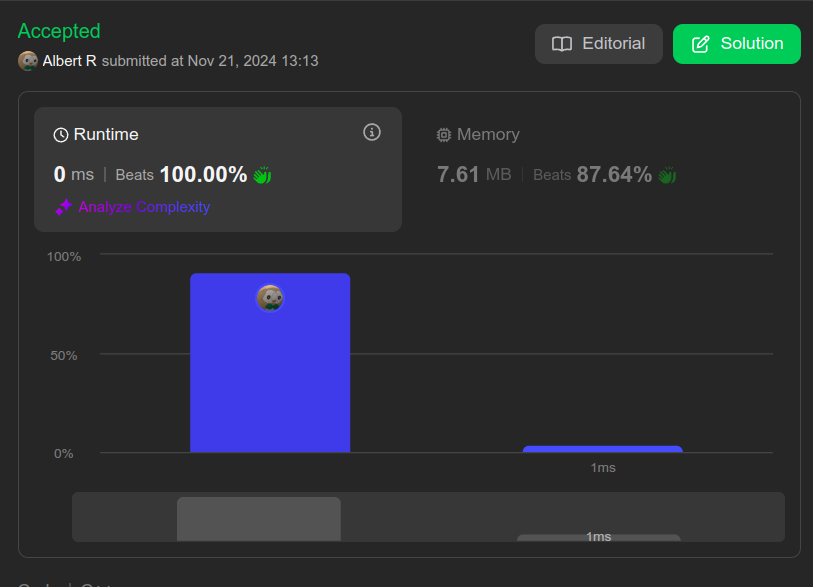 Accepted
Albert R submitted at Nov 21, 2024 13:13
Editorial
Solution
Runtime
0 ms | Beats 100.00%
Analyze Complexity
Memory
7.61 MB | Beats 87.64%
100%
50%
0%
1ms
1ms